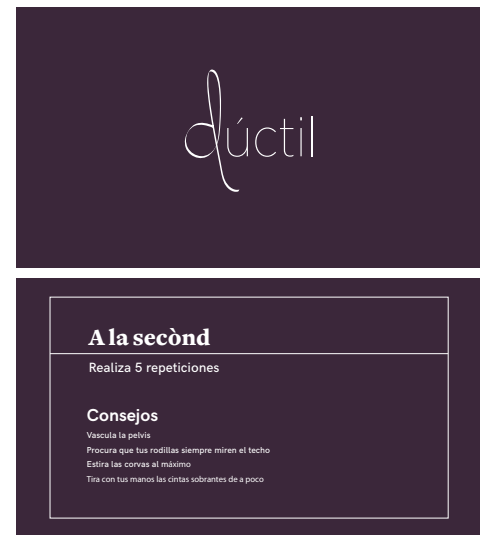 dúctil
A la secònd
Realiza 5 repeticiones
Consejos
Vascula la pelvis
Procura que tus rodillas siempre miren el techo
Estira las corvas al máximo
Tira con tus manos las cintas sobrantes de a poco